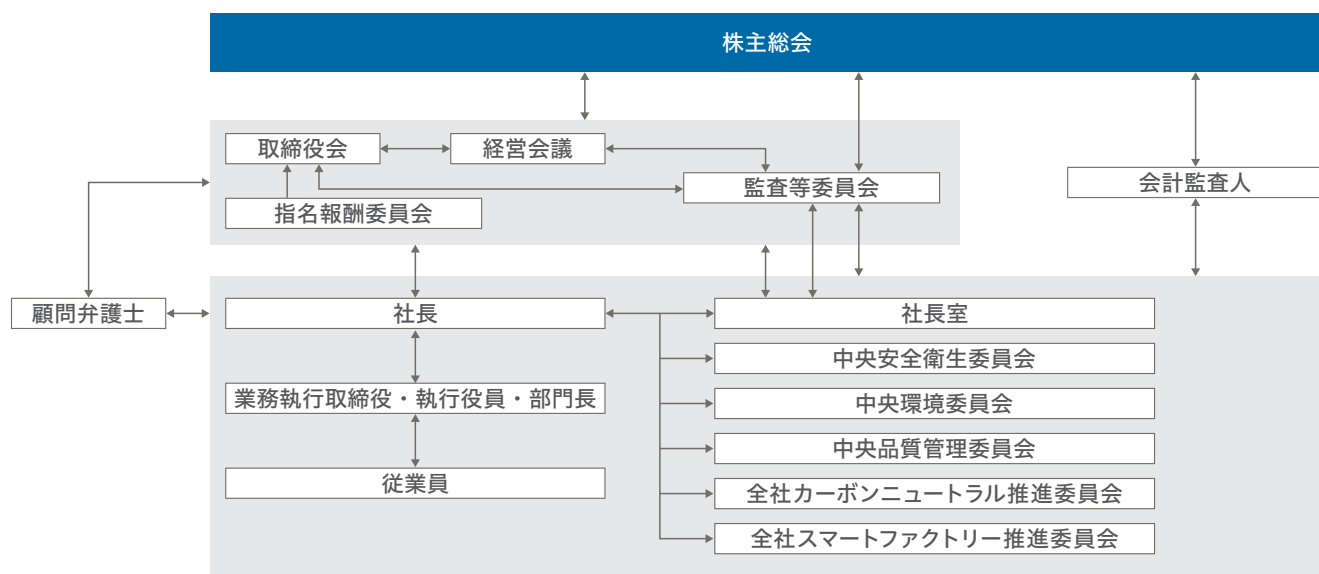 株主総会
取締役会
経営会議
監査等委員会
会計監査人
指名報酬委員会
顧問弁護士
社長
社長室
中央安全衛生委員会
業務執行取締役・執行役員・部門長
中央環境委員会
中央品質管理委員会
従業員
全社カーボンニュートラル推進委員会
全社スマートファクトリー推進委員会